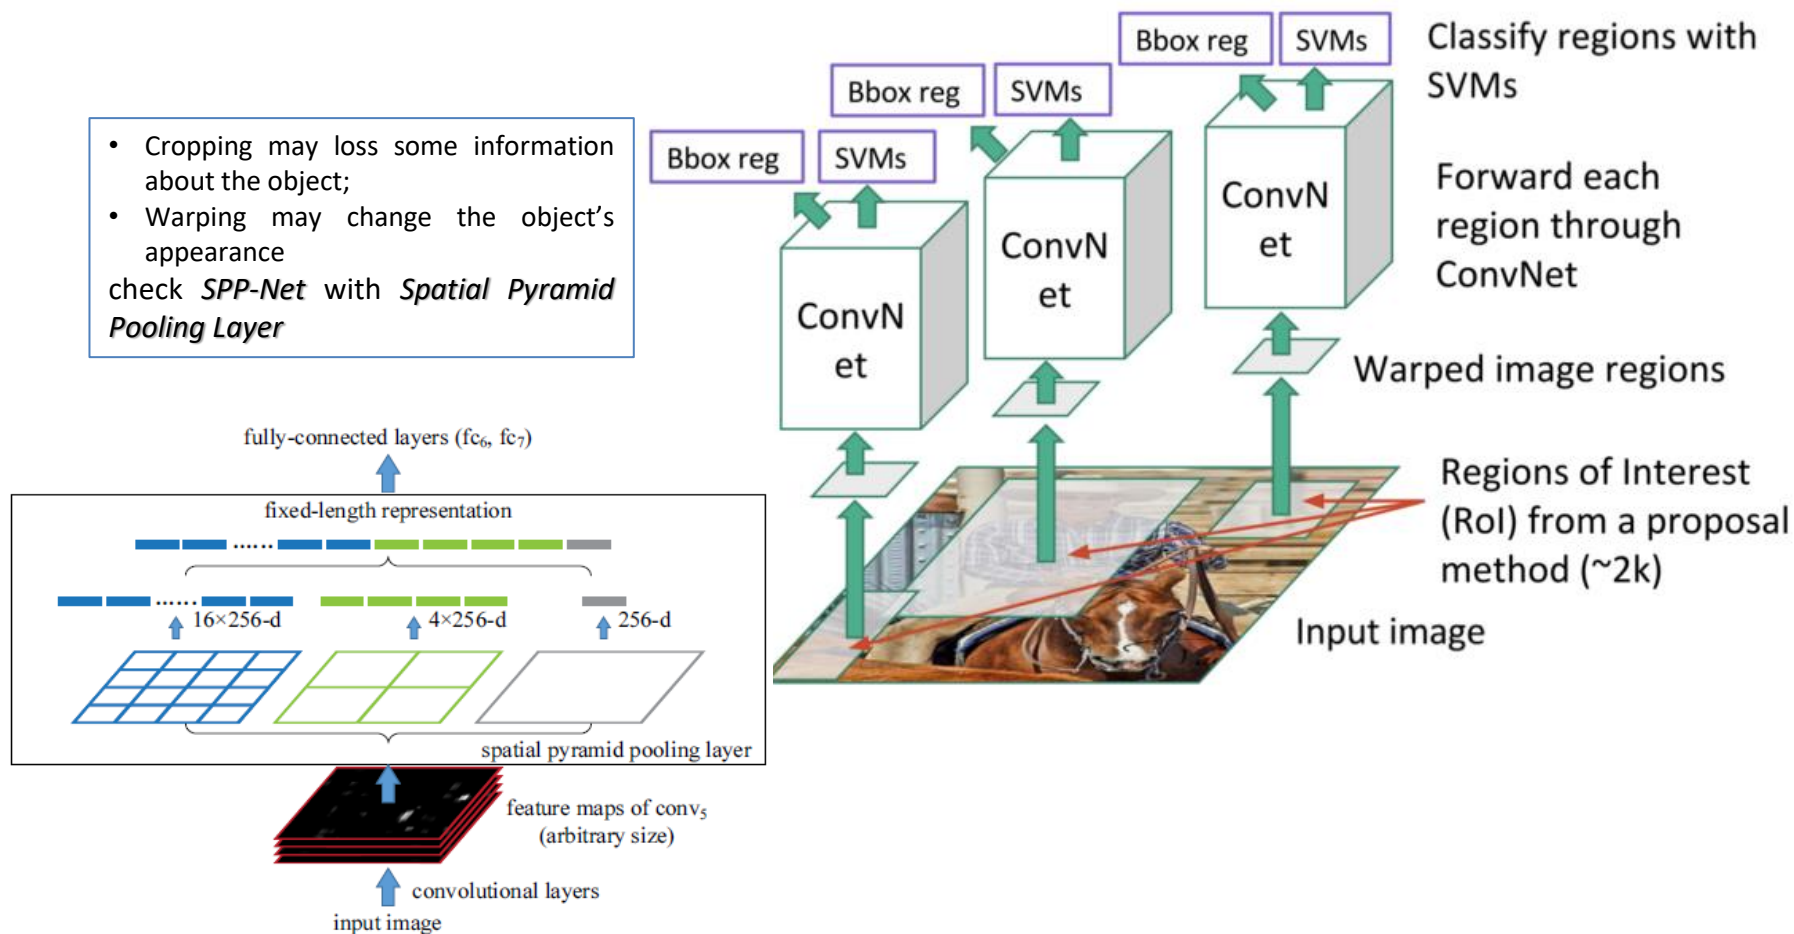 • Cropping may loss some information
about the object;
• Warping may change the object's
appearance
check SPP-Net with Spatial Pyramid
Pooling Layer
fully-connected layers (fc₆, fc₇)
fixed-length representation
......
......
16×256-d
4×256-d
256-d
spatial pyramid pooling layer
feature maps of conv₅
(arbitrary size)
convolutional layers
input image
Bbox reg
SVMs
Bbox reg
SVMs
Bbox reg
SVMs
Classify regions with
SVMs
ConvN
et
ConvN
et
ConvN
et
Forward each
region through
ConvNet
Warped image regions
Regions of Interest
(RoI) from a proposal
method (~2k)
Input image